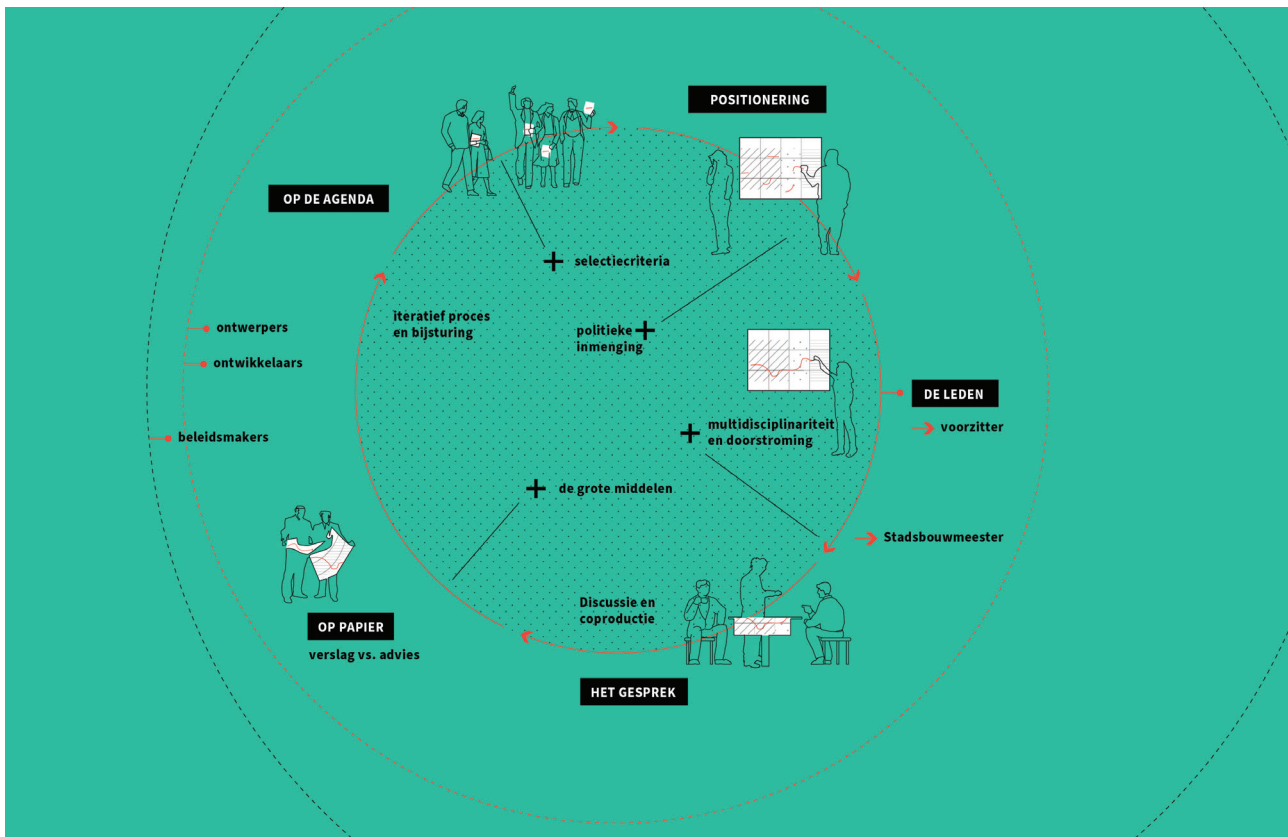 POSITIONERING
OP DE AGENDA
selectiecriteria
iteratief proces
en bijsturing
politieke
inmenging
ontwerpers
ontwikkelaars
DE LEDEN
voorzitter
multidisciplinariteit
en doorstroming
beleidsmakers
de grote middelen
Stadsbouwmeester
Discussie en
coproductie
OP PAPIER
verslag vs. advies
HET GESPREK